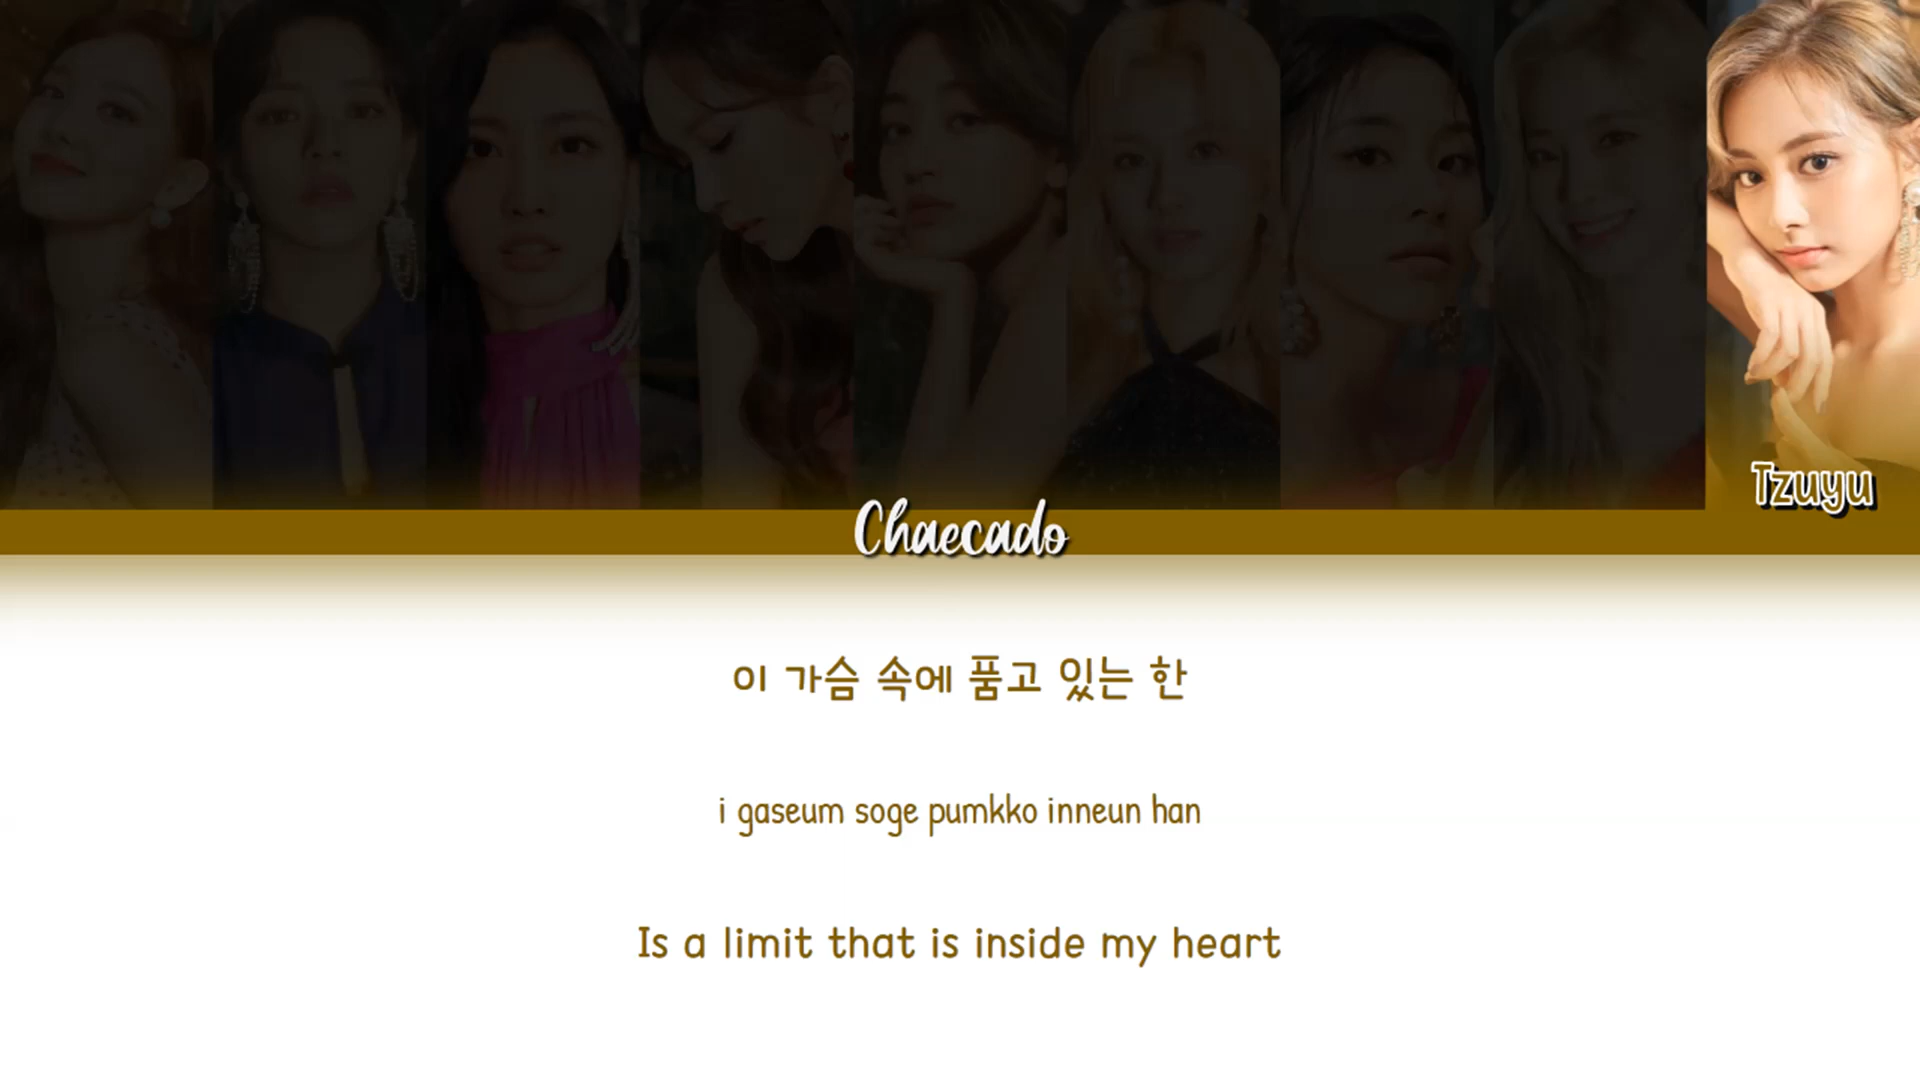 Tzuyu
Chaecado
이 가슴 속에 품고 있는 한
i gaseum soge pumkko inneun han
Is a limit that is inside my heart